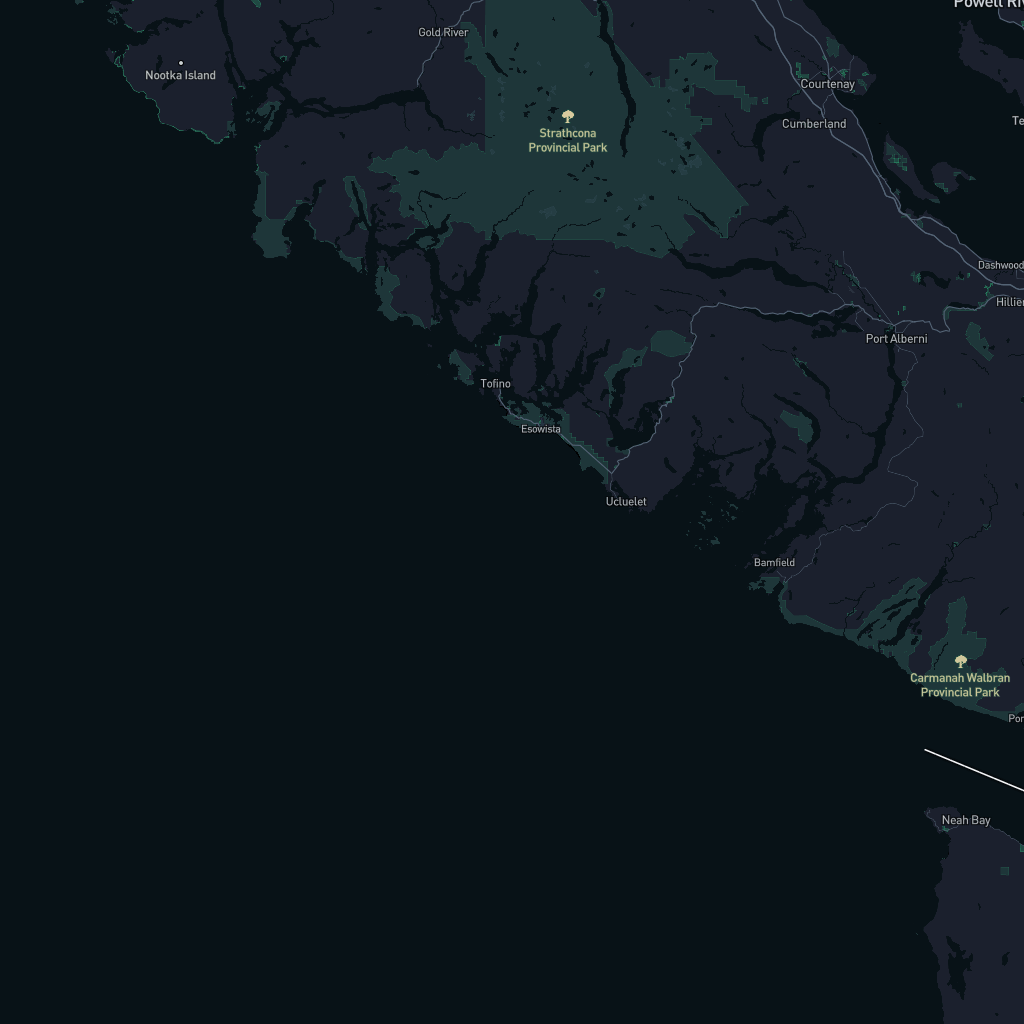 Powell Riv
Gold River
Nootka Island
Courtenay
Cumberland
Te
Strathcona
Provincial Park
Dashwood
Hillier
Port Alberni
Tofino
Esowista
Ucluelet
Bamfield
Carmanah Walbran
Provincial Park
Por
Neah Bay